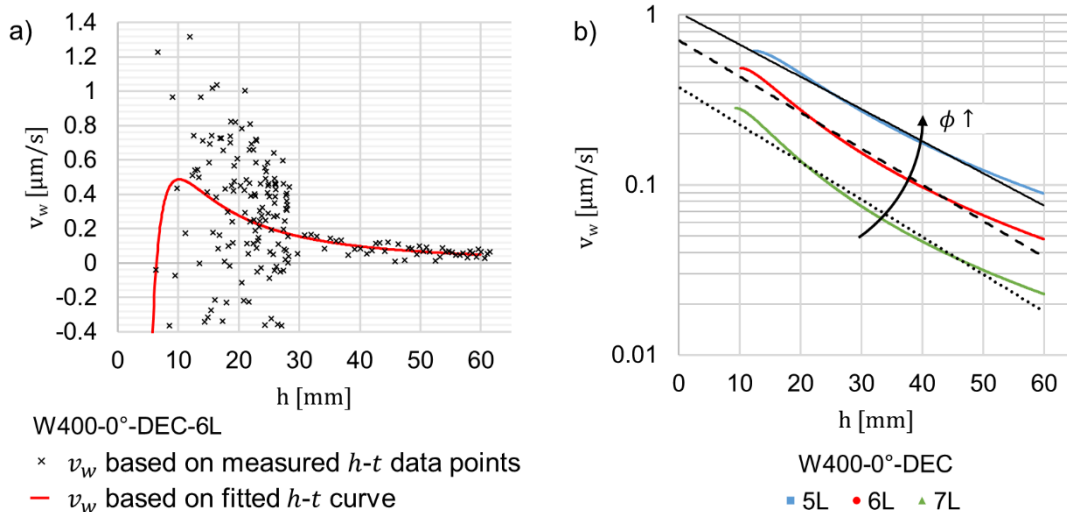 a)
v_w [μm/s]
1.4
1.2
1
0.8
0.6
0.4
0.2
0
-0.2
-0.4
0 10 20 30 40 50 60
h [mm]
W400-0°-DEC-6L
× v_w based on measured h-t data points
v_w based on fitted h-t curve
b)
v_w [μm/s]
1
0.1
0.01
ϕ ↑
0 10 20 30 40 50 60
h [mm]
W400-0°-DEC
5L 6L 7L